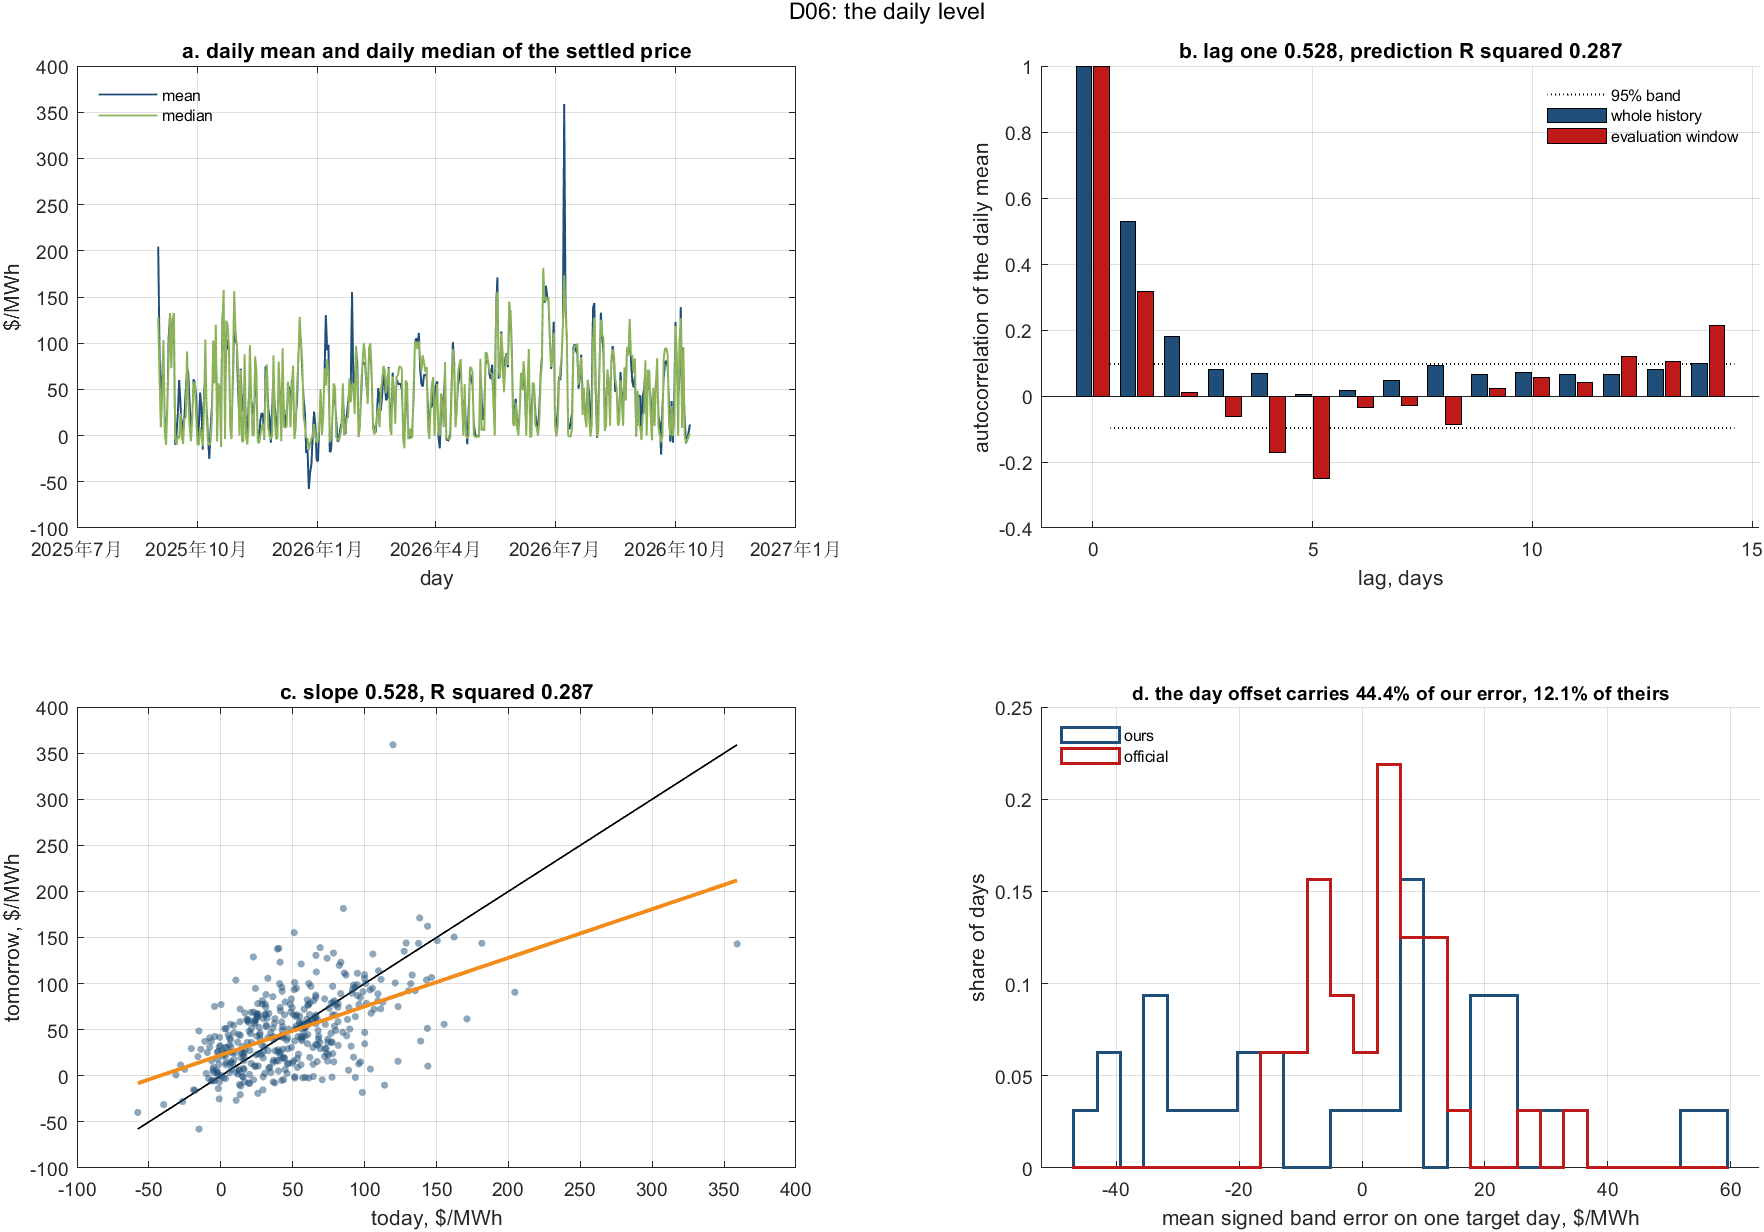 D06: the daily level
a. daily mean and daily median of the settled price
mean
median
400
350
300
250
200
150
100
50
0
-50
-100
$/MWh
2025年7月
2025年10月
2026年1月
2026年4月
2026年7月
2026年10月
2027年1月
day
b. lag one 0.528, prediction R squared 0.287
95% band
whole history
evaluation window
1
0.8
0.6
0.4
0.2
0
-0.2
-0.4
autocorrelation of the daily mean
0
5
10
15
lag, days
c. slope 0.528, R squared 0.287
400
350
300
250
200
150
100
50
0
-50
-100
tomorrow, $/MWh
-100
-50
0
50
100
150
200
250
300
350
400
today, $/MWh
d. the day offset carries 44.4% of our error, 12.1% of theirs
ours
official
0.25
0.2
0.15
0.1
0.05
0
share of days
-40
-20
0
20
40
60
mean signed band error on one target day, $/MWh